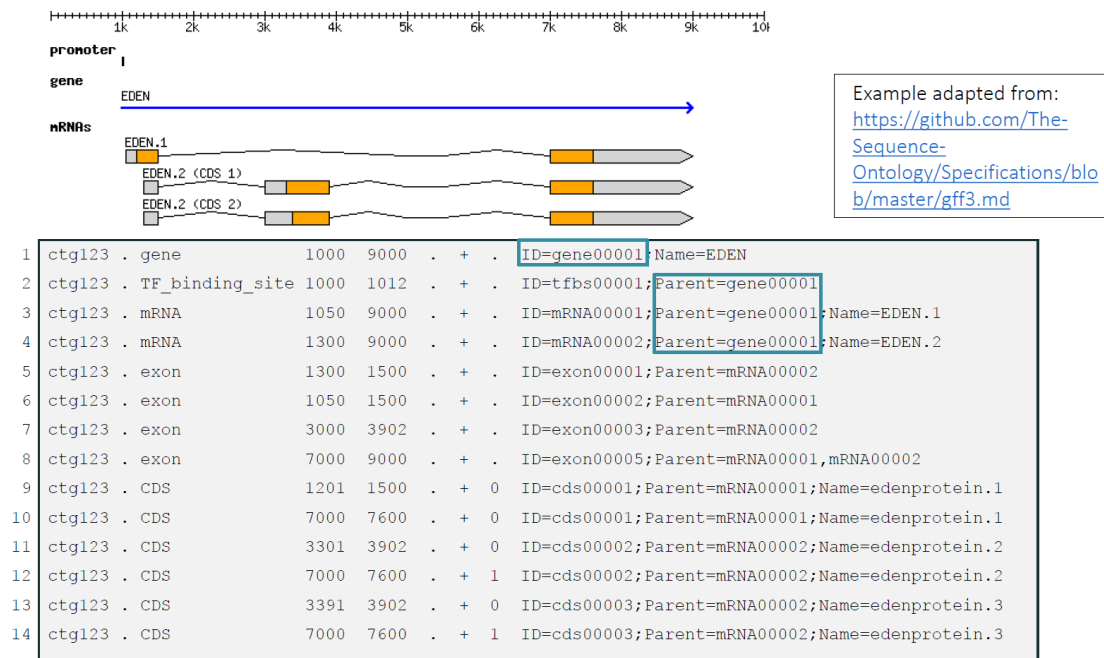 1k 2k 3k 4k 5k 6k 7k 8k 9k 10k
promoter
gene
EDEN
mRNAs
EDEN.1
EDEN.2 (CDS 1)
EDEN.2 (CDS 2)
Example adapted from:
https://github.com/The-
Sequence-
Ontology/Specifications/blo
b/master/gff3.md
1 ctg123 . gene 1000 9000 . + . ID=gene00001;Name=EDEN
2 ctg123 . TF_binding_site 1000 1012 . + . ID=tfbs00001;Parent=gene00001
3 ctg123 . mRNA 1050 9000 . + . ID=mRNA00001;Parent=gene00001;Name=EDEN.1
4 ctg123 . mRNA 1300 9000 . + . ID=mRNA00002;Parent=gene00001;Name=EDEN.2
5 ctg123 . exon 1300 1500 . + . ID=exon00001;Parent=mRNA00002
6 ctg123 . exon 1050 1500 . + . ID=exon00002;Parent=mRNA00001
7 ctg123 . exon 3000 3902 . + . ID=exon00003;Parent=mRNA00002
8 ctg123 . exon 7000 9000 . + . ID=exon00005;Parent=mRNA00001,mRNA00002
9 ctg123 . CDS 1201 1500 . + 0 ID=cds00001;Parent=mRNA00001;Name=edenprotein.1
10 ctg123 . CDS 7000 7600 . + 0 ID=cds00001;Parent=mRNA00001;Name=edenprotein.1
11 ctg123 . CDS 3301 3902 . + 0 ID=cds00002;Parent=mRNA00002;Name=edenprotein.2
12 ctg123 . CDS 7000 7600 . + 1 ID=cds00002;Parent=mRNA00002;Name=edenprotein.2
13 ctg123 . CDS 3391 3902 . + 0 ID=cds00003;Parent=mRNA00002;Name=edenprotein.3
14 ctg123 . CDS 7000 7600 . + 1 ID=cds00003;Parent=mRNA00002;Name=edenprotein.3